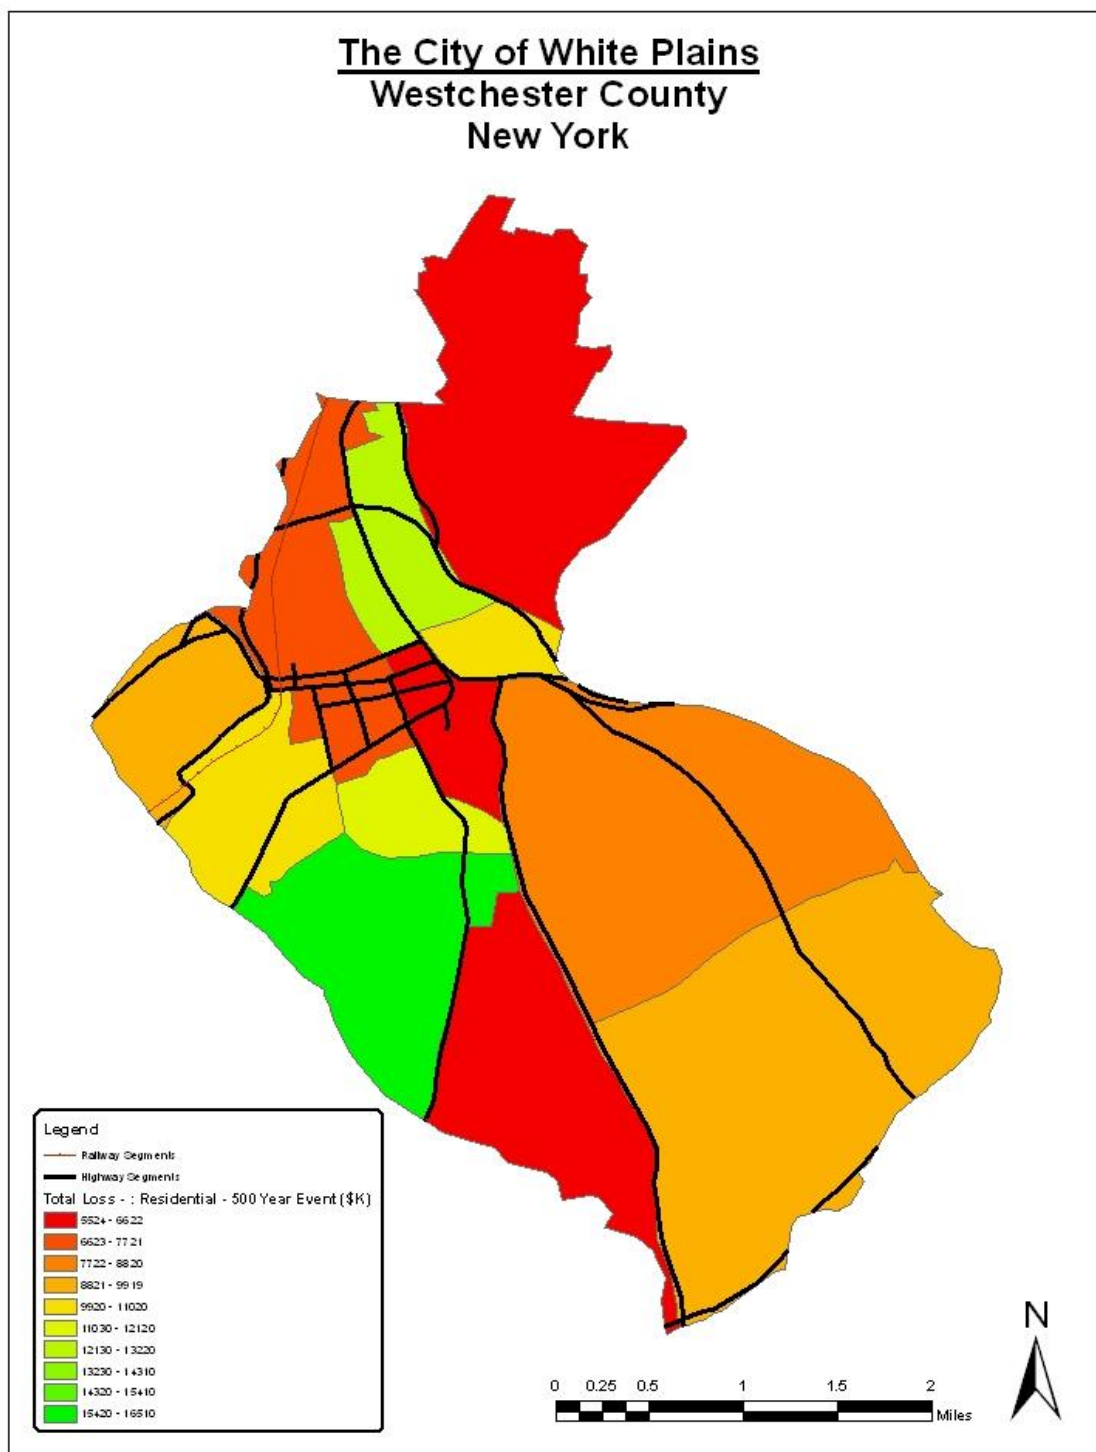 The City of White Plains
Westchester County
New York
Legend
Railway Segments
Highway Segments
Total Loss - : Residential - 500 Year Event ($K)
5524 - 6622
6623 - 7721
7722 - 8820
8821 - 9919
9920 - 11020
11030 - 12120
12130 - 13220
13230 - 14310
14320 - 15410
15420 - 16510
N
0 0.25 0.5 1 1.5 2
Miles